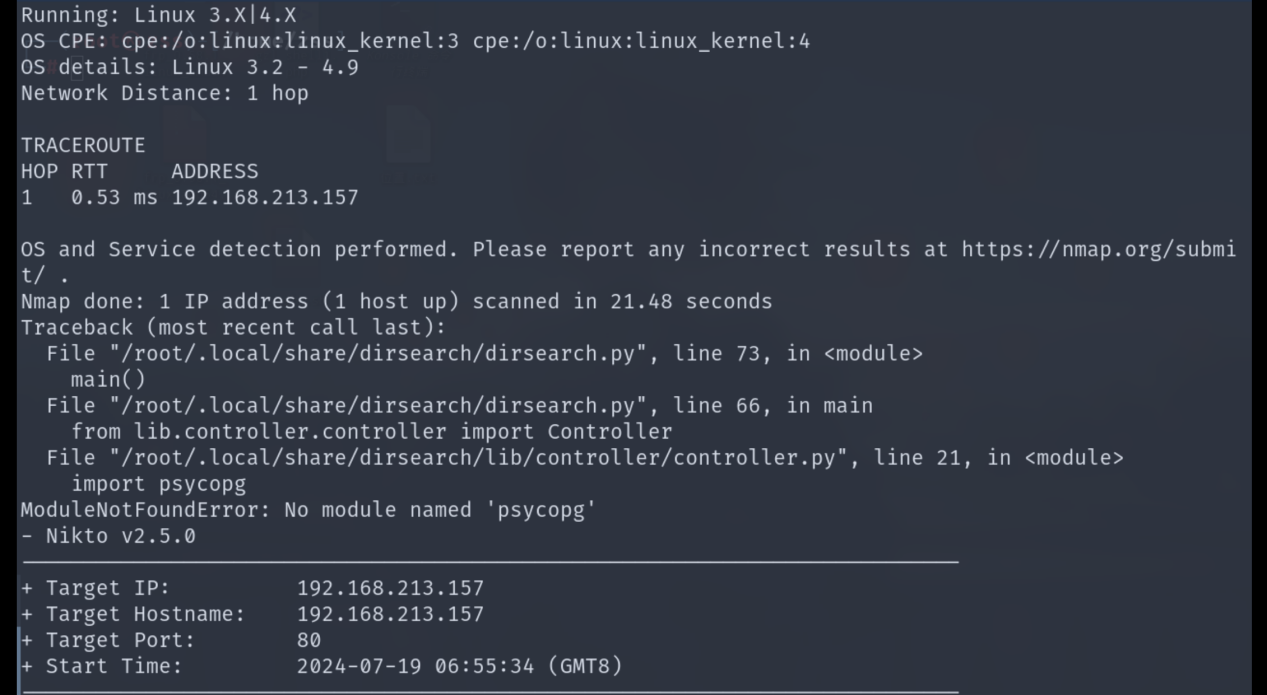 Running: Linux 3.X|4.X
OS CPE: cpe:/o:linux:linux_kernel:3 cpe:/o:linux:linux_kernel:4
OS details: Linux 3.2 - 4.9
Network Distance: 1 hop
TRACEROUTE
HOP RTT     ADDRESS
1   0.53 ms 192.168.213.157
OS and Service detection performed. Please report any incorrect results at https://nmap.org/submi
t/ .
Nmap done: 1 IP address (1 host up) scanned in 21.48 seconds
Traceback (most recent call last):
  File "/root/.local/share/dirsearch/dirsearch.py", line 73, in <module>
    main()
  File "/root/.local/share/dirsearch/dirsearch.py", line 66, in main
    from lib.controller.controller import Controller
  File "/root/.local/share/dirsearch/lib/controller/controller.py", line 21, in <module>
    import psycopg
ModuleNotFoundError: No module named 'psycopg'
- Nikto v2.5.0
+ Target IP:          192.168.213.157
+ Target Hostname:    192.168.213.157
+ Target Port:        80
+ Start Time:         2024-07-19 06:55:34 (GMT8)